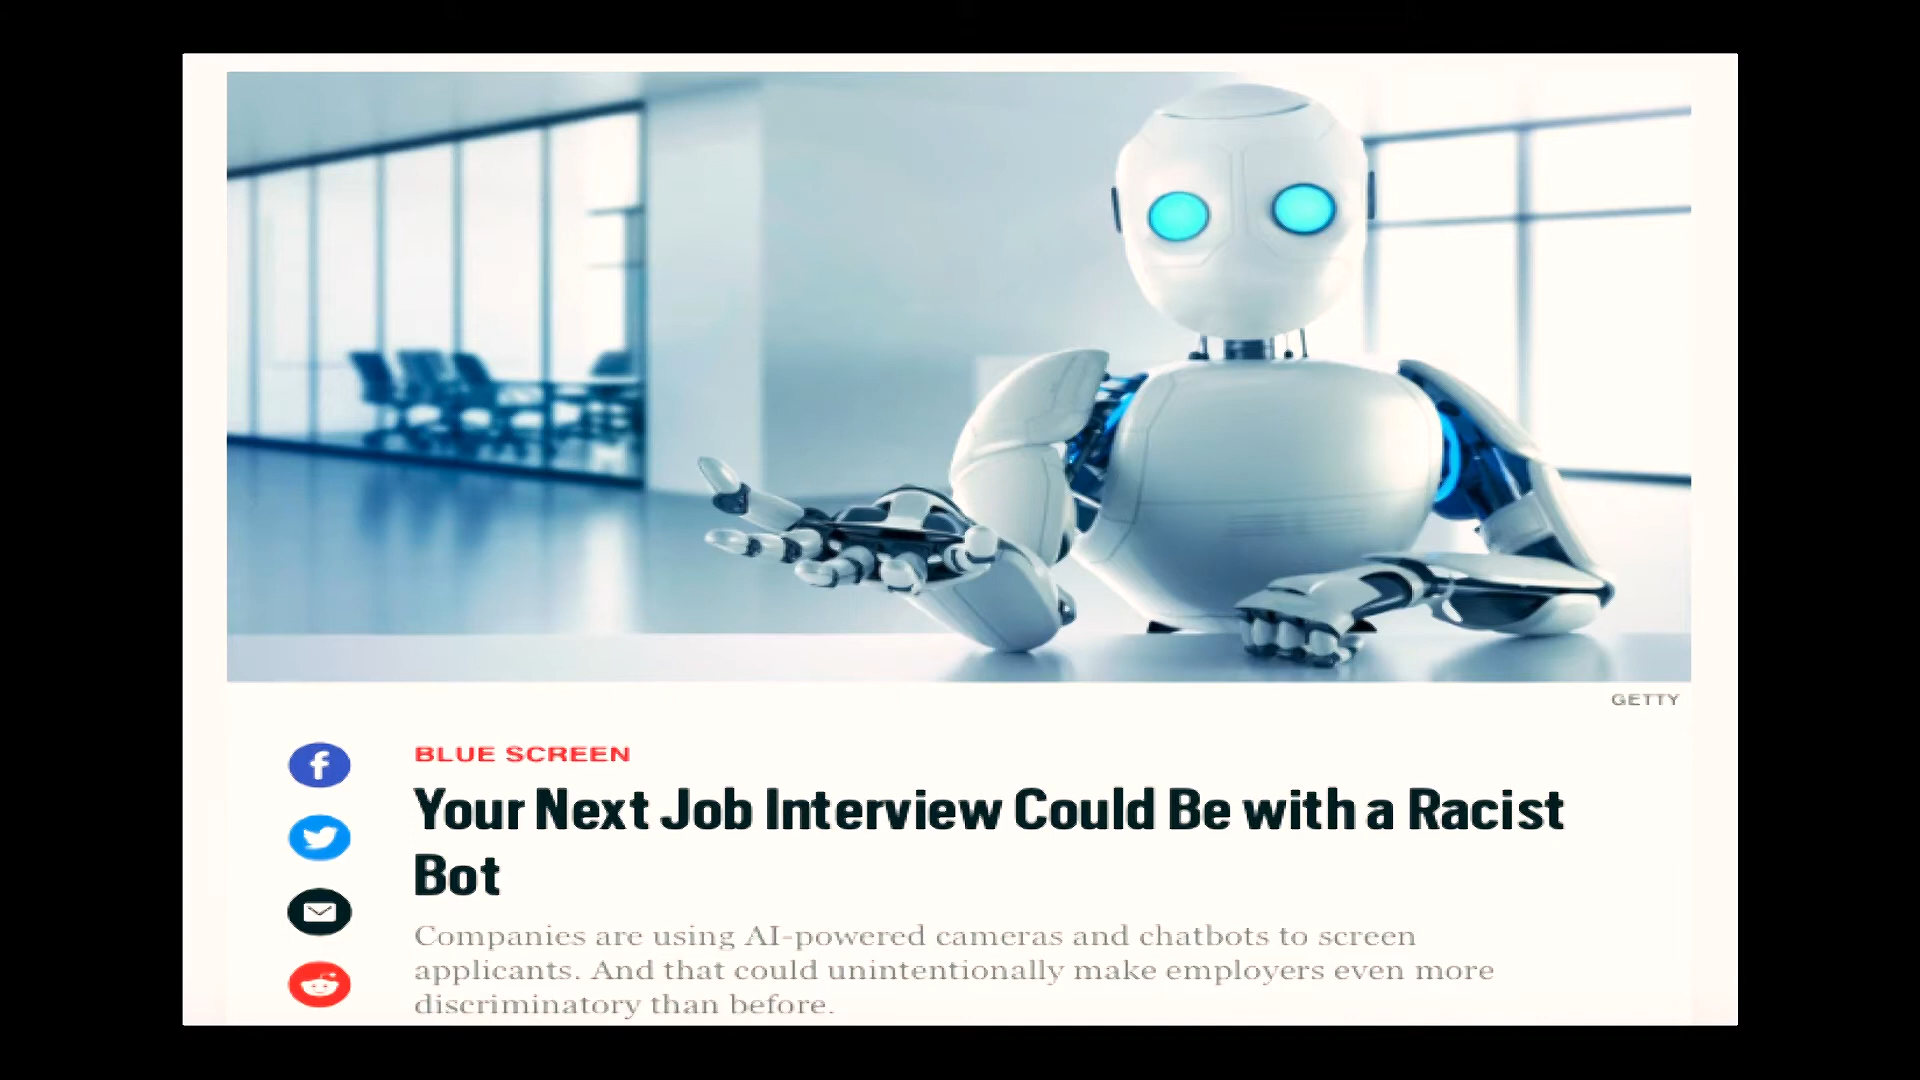 GETTY
BLUE SCREEN
Your Next Job Interview Could Be with a Racist
Bot
Companies are using AI-powered cameras and chatbots to screen
applicants. And that could unintentionally make employers even more
discriminatory than before.